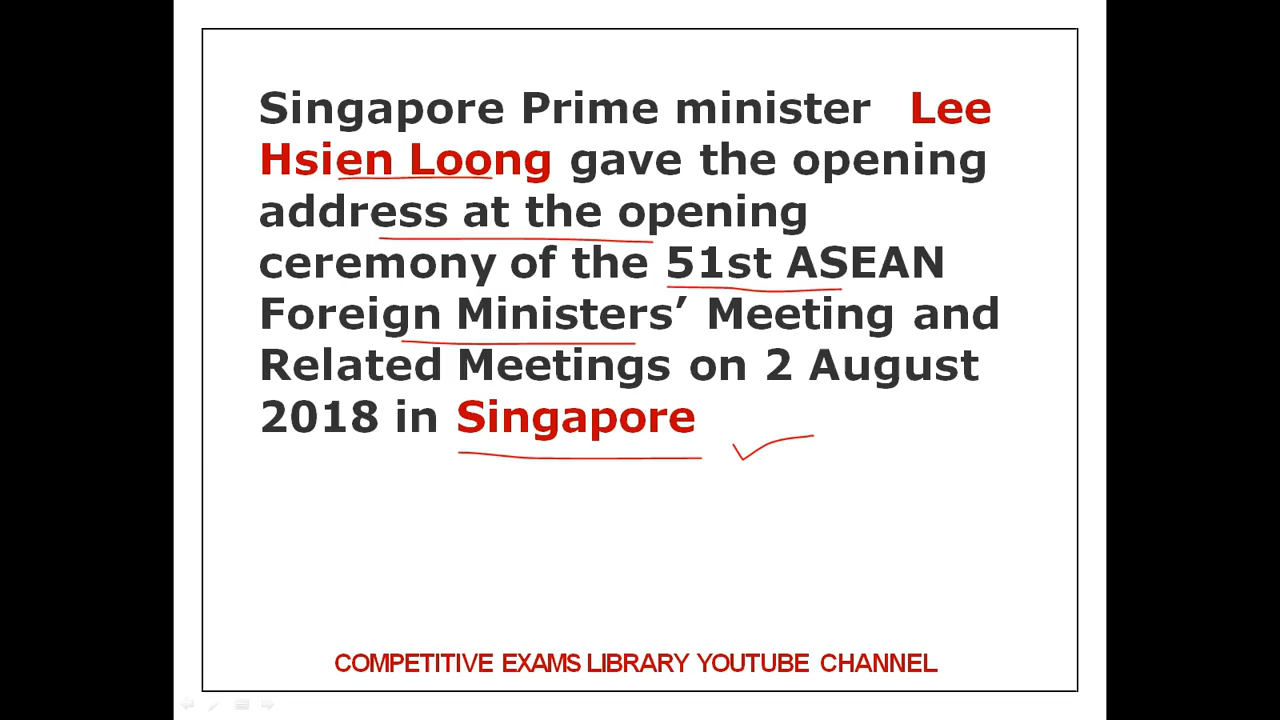 Singapore Prime minister Lee
Hsien Loong gave the opening
address at the opening
ceremony of the 51st ASEAN
Foreign Ministers’ Meeting and
Related Meetings on 2 August
2018 in Singapore
COMPETITIVE EXAMS LIBRARY YOUTUBE CHANNEL